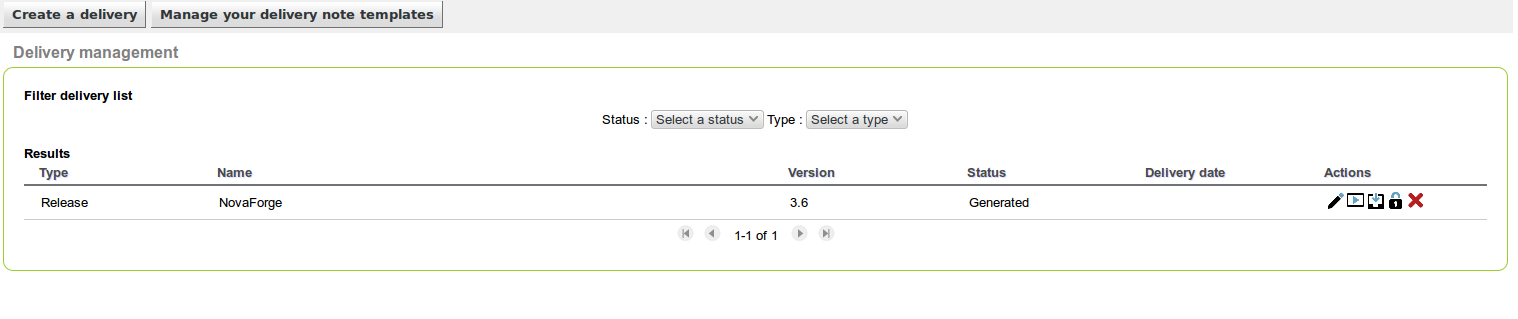 Create a delivery Manage your delivery note templates
Delivery management
Filter delivery list
Status : Select a status Type : Select a type
Results
Type Name Version Status Delivery date Actions
Release NovaForge 3.6 Generated
1-1 of 1